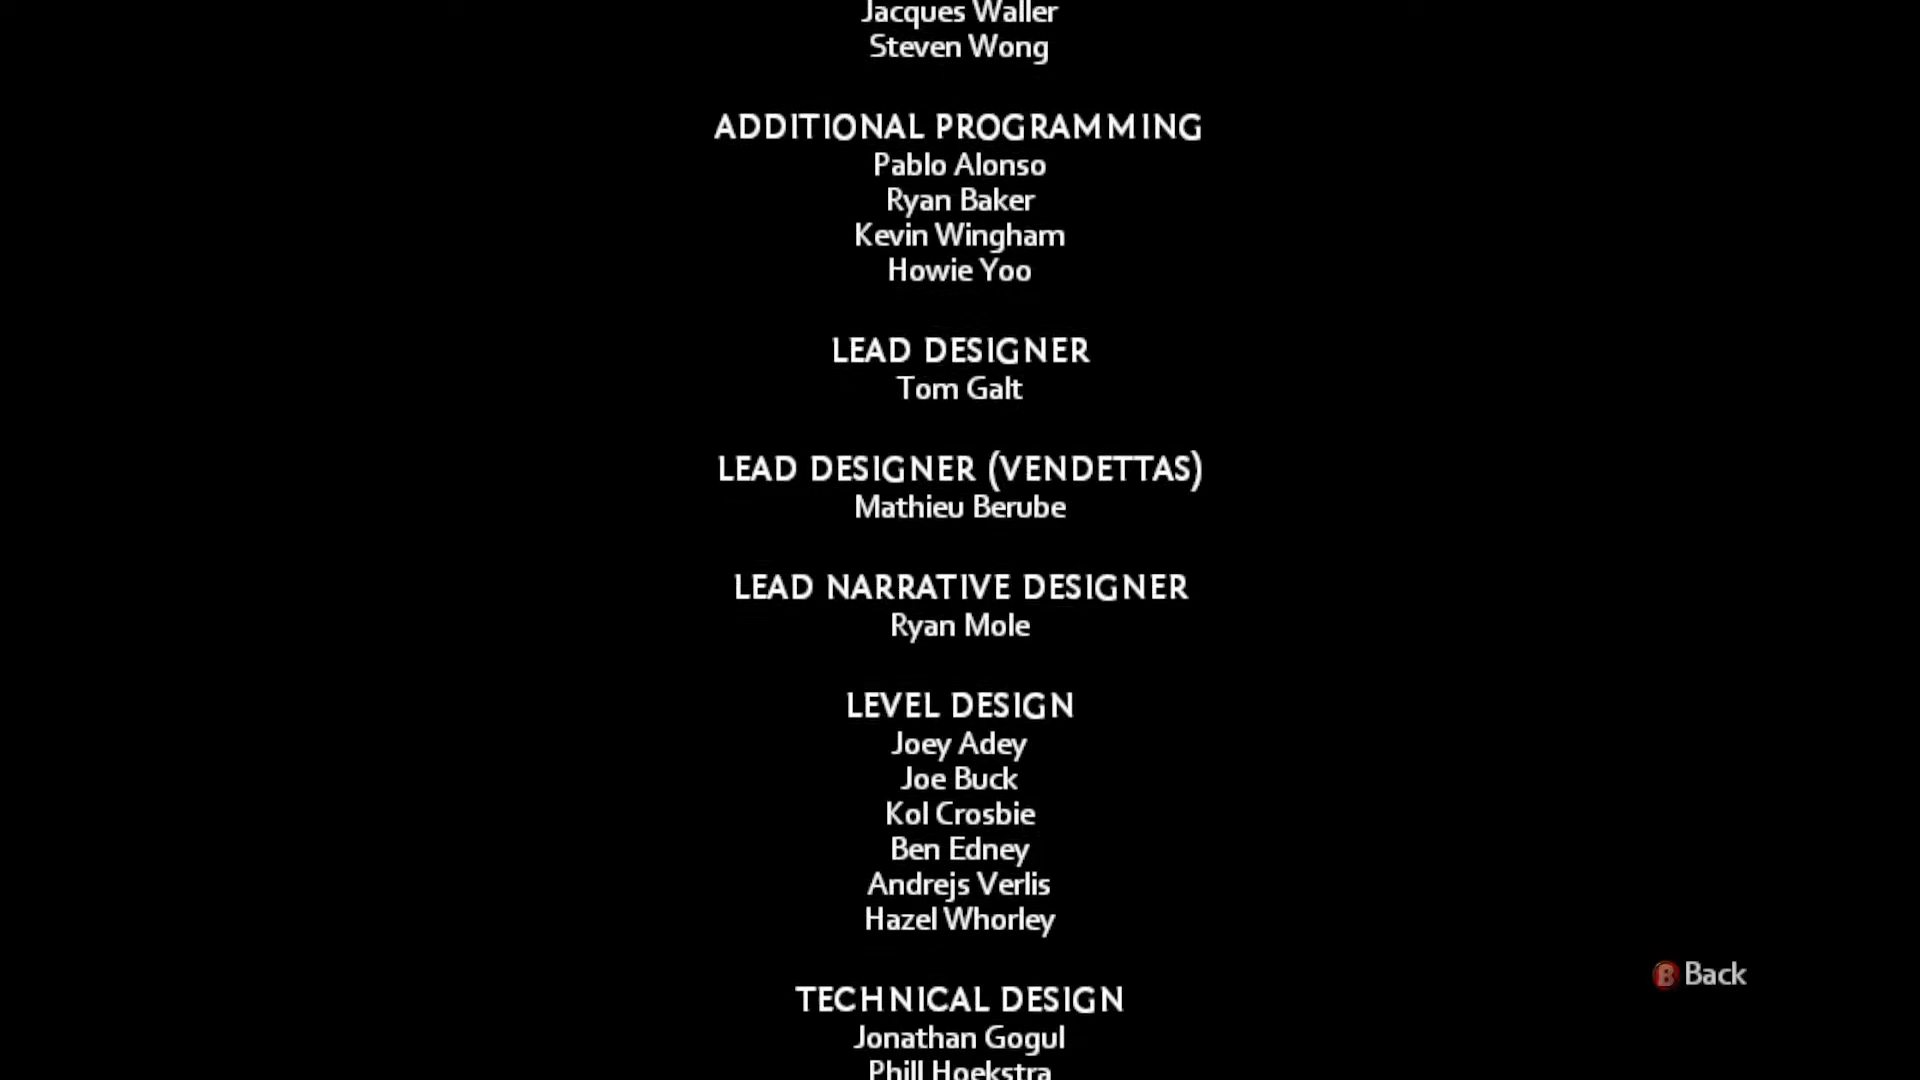 Jacques Waller
Steven Wong
ADDITIONAL PROGRAMMING
Pablo Alonso
Ryan Baker
Kevin Wingham
Howie Yoo
LEAD DESIGNER
Tom Galt
LEAD DESIGNER (VENDETTAS)
Mathieu Berube
LEAD NARRATIVE DESIGNER
Ryan Mole
LEVEL DESIGN
Joey Adey
Joe Buck
Kol Crosbie
Ben Edney
Andrejs Verlis
Hazel Whorley
B Back
TECHNICAL DESIGN
Jonathan Gogul
Phill Hoekstra